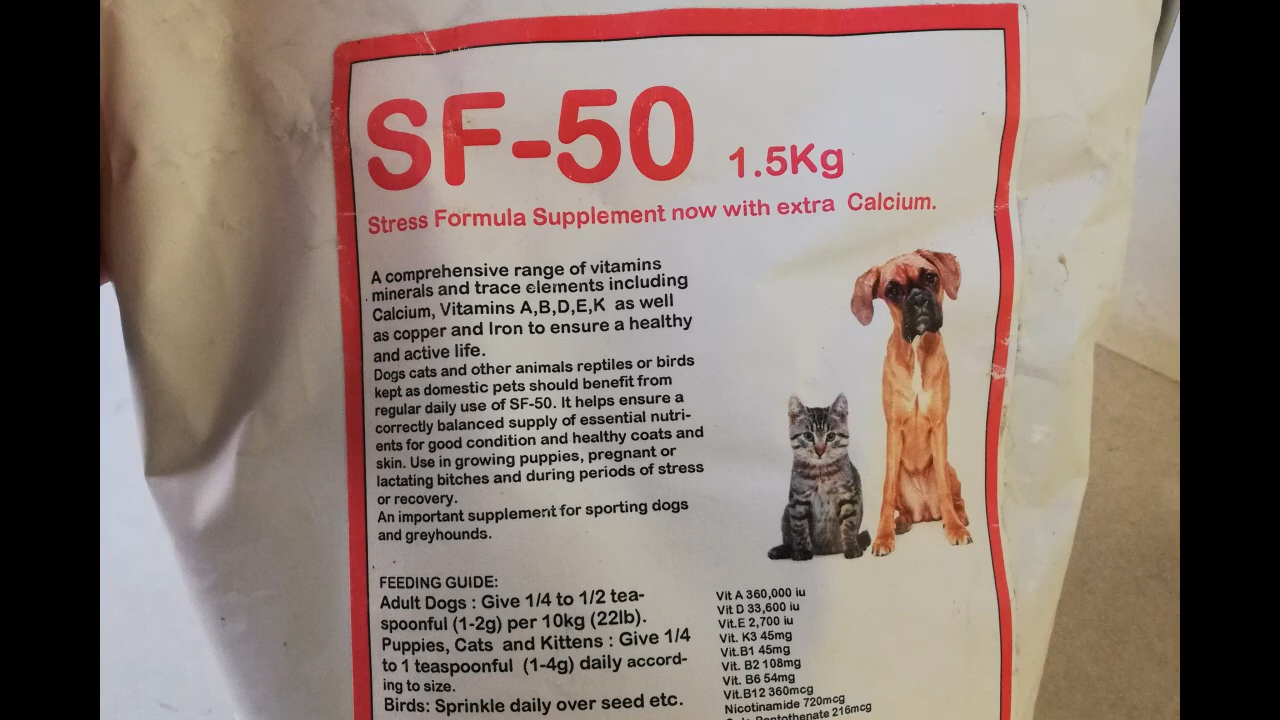 SF-50 1.5Kg
Stress Formula Supplement now with extra Calcium.
A comprehensive range of vitamins
minerals and trace elements including
Calcium, Vitamins A,B,D,E,K as well
as copper and Iron to ensure a healthy
and active life.
Dogs cats and other animals reptiles or birds
kept as domestic pets should benefit from
regular daily use of SF-50. It helps ensure a
correctly balanced supply of essential nutri-
ents for good condition and healthy coats and
skin. Use in growing puppies, pregnant or
lactating bitches and during periods of stress
or recovery.
An important supplement for sporting dogs
and greyhounds.
FEEDING GUIDE:
Adult Dogs : Give 1/4 to 1/2 tea-
spoonful (1-2g) per 10kg (22lb).
Puppies, Cats and Kittens : Give 1/4
to 1 teaspoonful (1-4g) daily accord-
ing to size.
Birds: Sprinkle daily over seed etc.
Vit A 360,000 iu
Vit D 33,600 iu
Vit.E 2,700 iu
Vit. K3 45mg
Vit.B1 45mg
Vit. B2 108mg
Vit. B6 54mg
Vit.B12 360mcg
Nicotinamide 720mcg
Pantothenate 216mcg